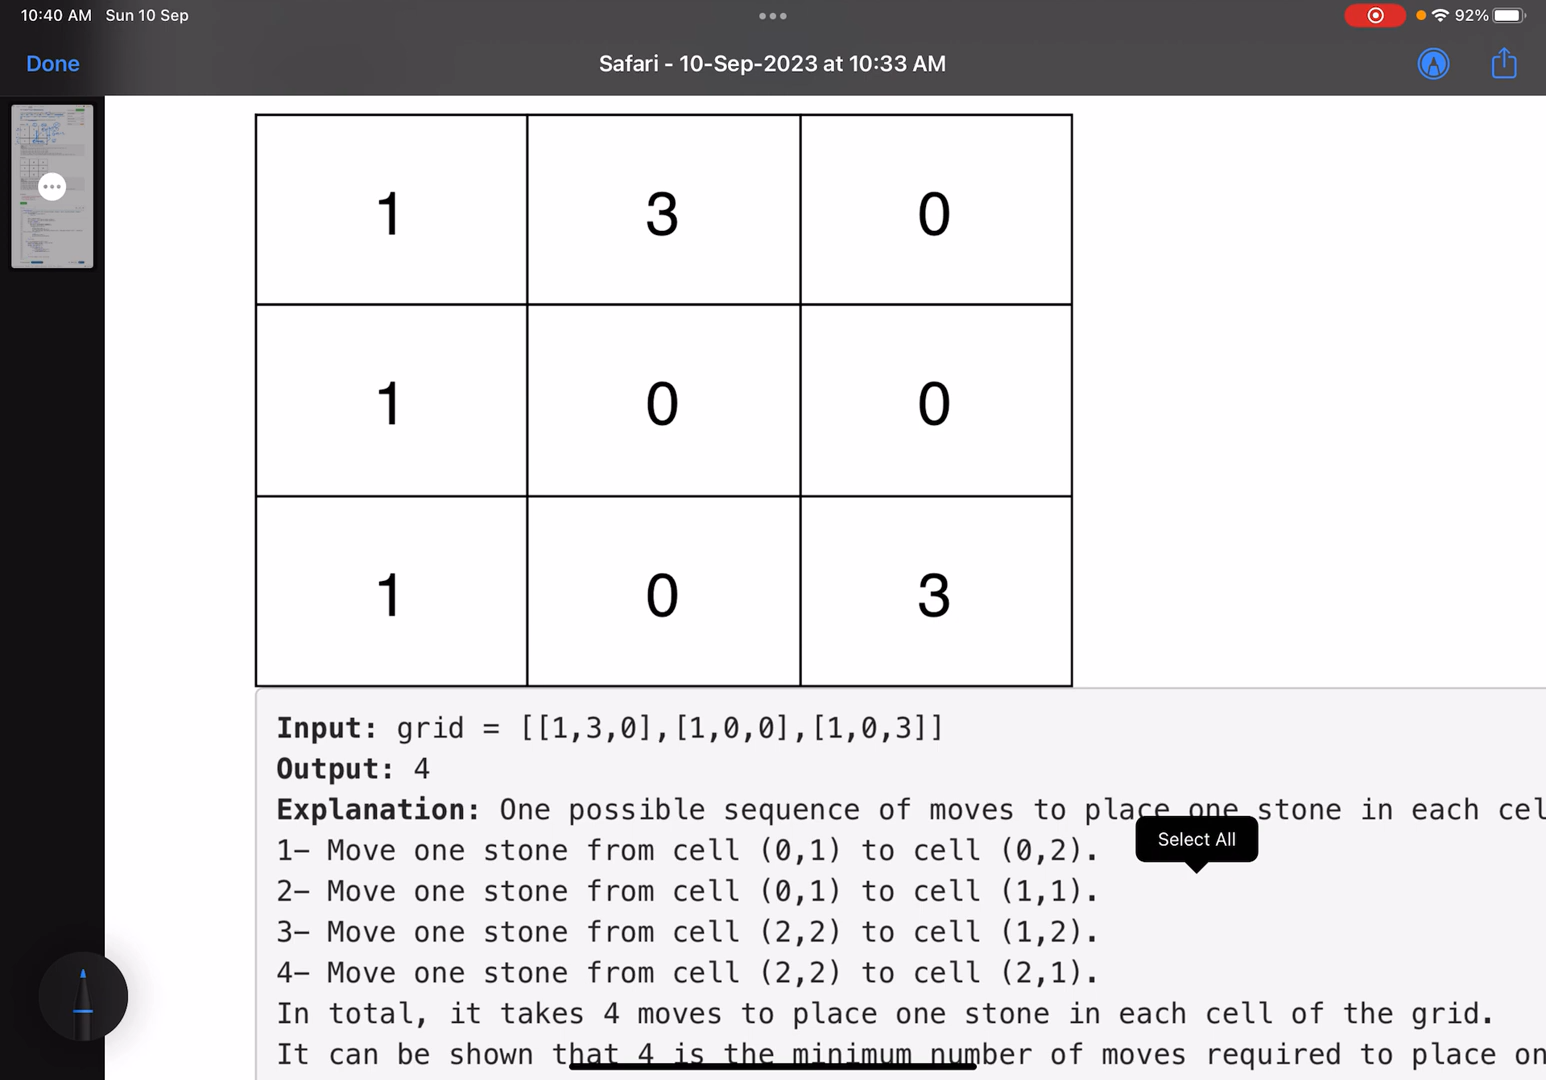 10:40 AM Sun 10 Sep
92%
Done
Safari - 10-Sep-2023 at 10:33 AM
1 3 0
1 0 0
1 0 3
Input: grid = [[1,3,0],[1,0,0],[1,0,3]]
Output: 4
Explanation: One possible sequence of moves to place one stone in each cel
Select All
1– Move one stone from cell (0,1) to cell (0,2).
2– Move one stone from cell (0,1) to cell (1,1).
3– Move one stone from cell (2,2) to cell (1,2).
4– Move one stone from cell (2,2) to cell (2,1).
In total, it takes 4 moves to place one stone in each cell of the grid.
It can be shown that 4 is the minimum number of moves required to place on